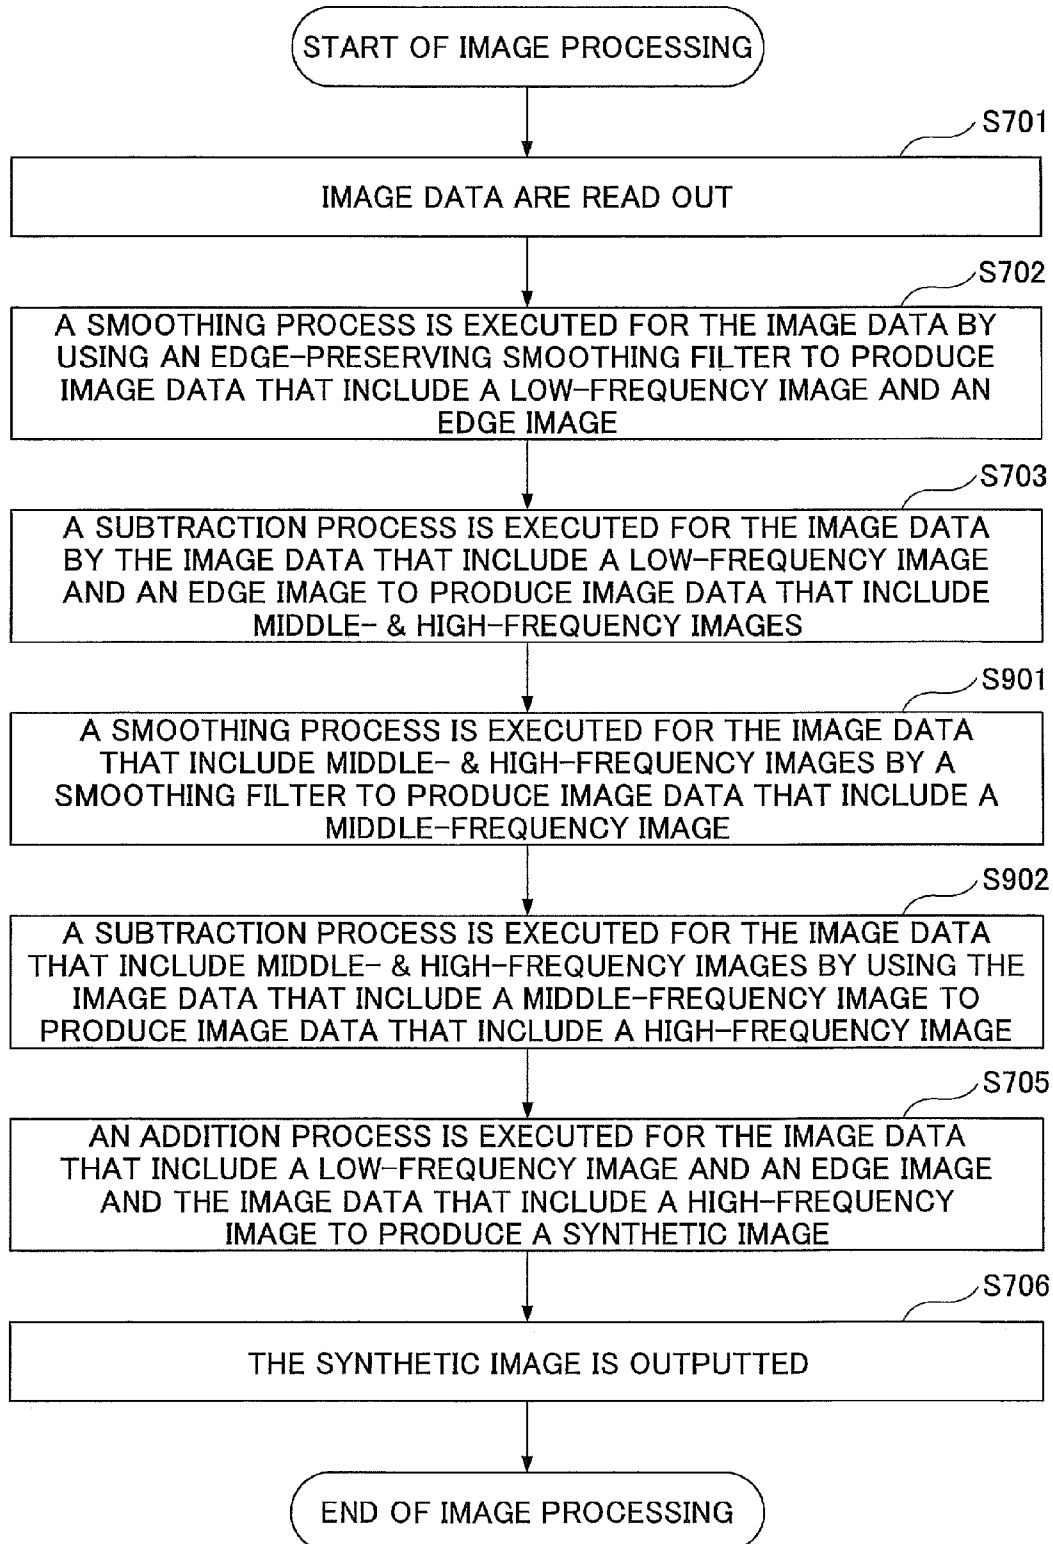 START OF IMAGE PROCESSING
S701
IMAGE DATA ARE READ OUT
S702
A SMOOTHING PROCESS IS EXECUTED FOR THE IMAGE DATA BY
USING AN EDGE-PRESERVING SMOOTHING FILTER TO PRODUCE
IMAGE DATA THAT INCLUDE A LOW-FREQUENCY IMAGE AND AN
EDGE IMAGE
S703
A SUBTRACTION PROCESS IS EXECUTED FOR THE IMAGE DATA
BY THE IMAGE DATA THAT INCLUDE A LOW-FREQUENCY IMAGE
AND AN EDGE IMAGE TO PRODUCE IMAGE DATA THAT INCLUDE
MIDDLE- & HIGH-FREQUENCY IMAGES
S901
A SMOOTHING PROCESS IS EXECUTED FOR THE IMAGE DATA
THAT INCLUDE MIDDLE- & HIGH-FREQUENCY IMAGES BY A
SMOOTHING FILTER TO PRODUCE IMAGE DATA THAT INCLUDE A
MIDDLE-FREQUENCY IMAGE
S902
A SUBTRACTION PROCESS IS EXECUTED FOR THE IMAGE DATA
THAT INCLUDE MIDDLE- & HIGH-FREQUENCY IMAGES BY USING THE
IMAGE DATA THAT INCLUDE A MIDDLE-FREQUENCY IMAGE TO
PRODUCE IMAGE DATA THAT INCLUDE A HIGH-FREQUENCY IMAGE
S705
AN ADDITION PROCESS IS EXECUTED FOR THE IMAGE DATA
THAT INCLUDE A LOW-FREQUENCY IMAGE AND AN EDGE IMAGE
AND THE IMAGE DATA THAT INCLUDE A HIGH-FREQUENCY
IMAGE TO PRODUCE A SYNTHETIC IMAGE
S706
THE SYNTHETIC IMAGE IS OUTPUTTED
END OF IMAGE PROCESSING